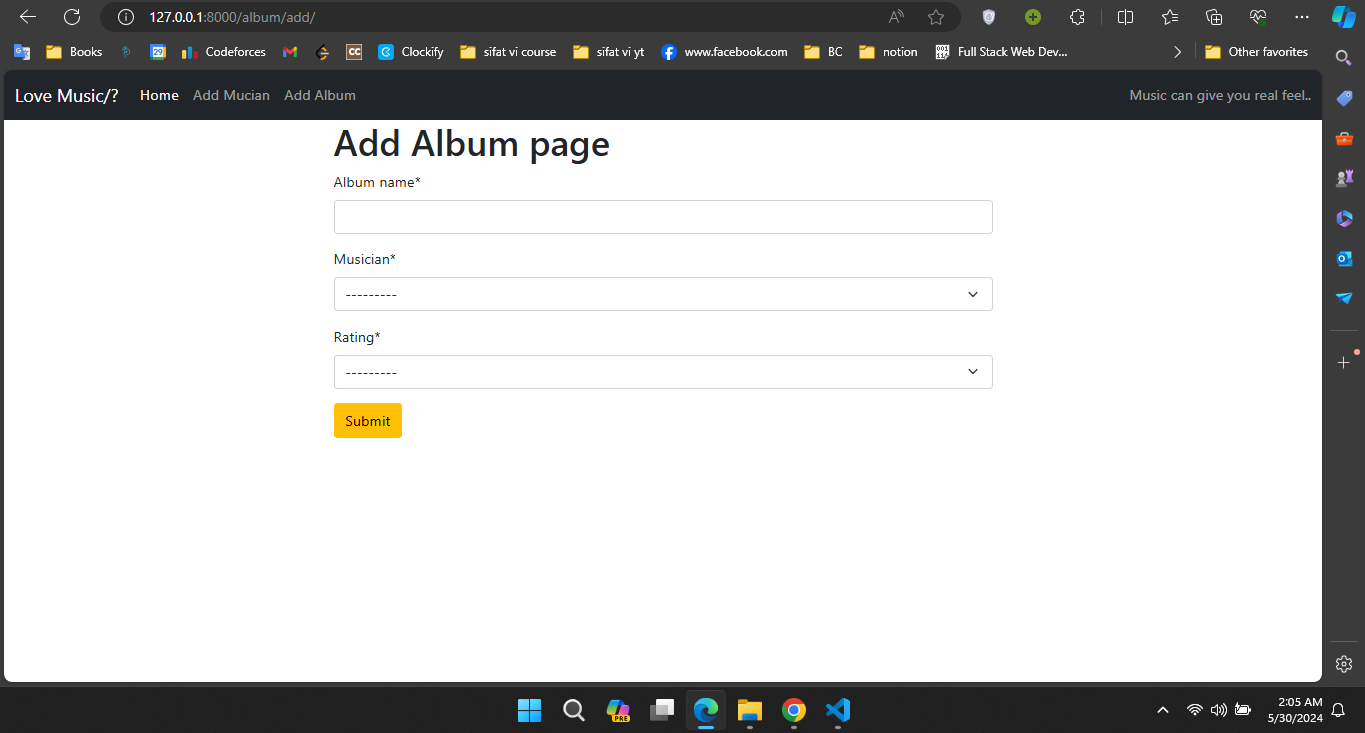 127.0.0.1:8000/album/add/
Books
29
Codeforces
CC
Clockify
sifat vi course
sifat vi yt
www.facebook.com
BC
notion
Full Stack Web Dev...
Other favorites
Love Music/?
Home
Add Mucian
Add Album
Music can give you real feel..
Add Album page
Album name*
Musician*
---------
Rating*
---------
Submit
PRE
2:05 AM
5/30/2024